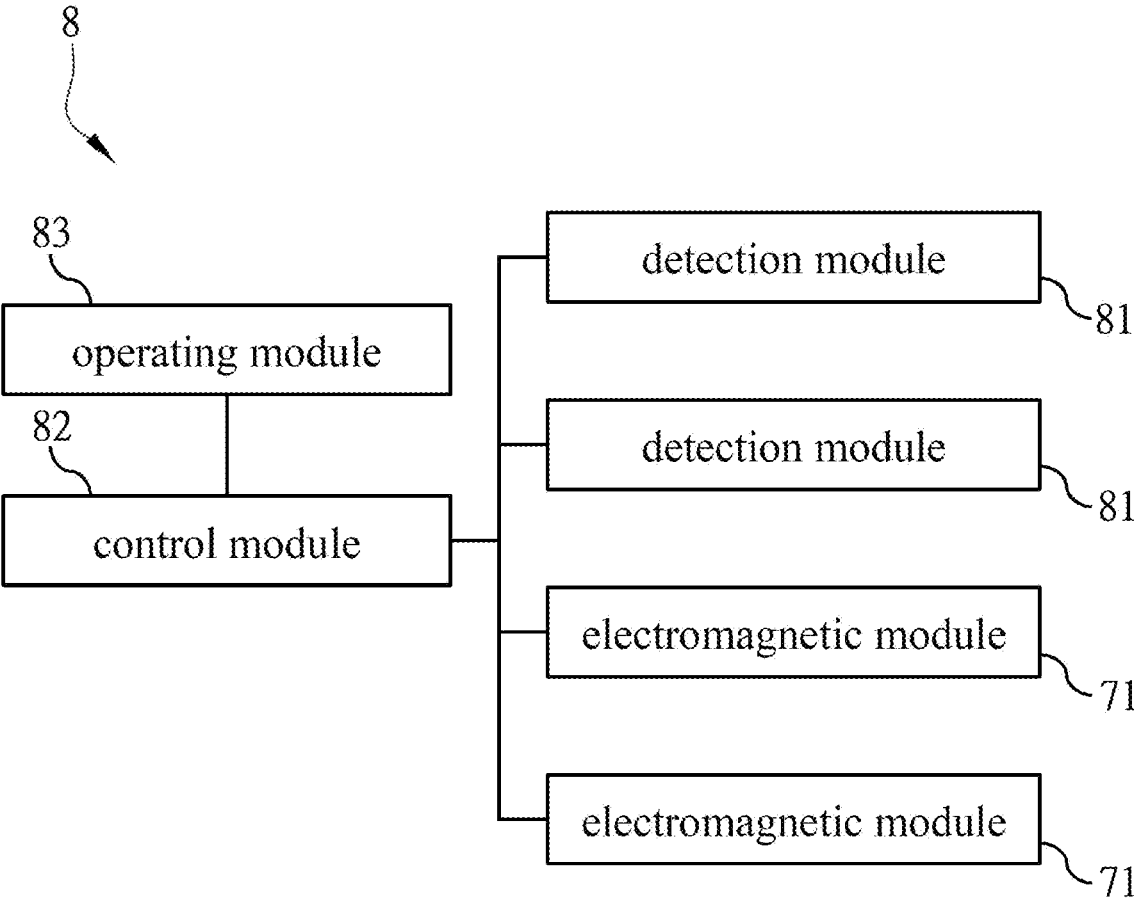 8
83
operating module
82
control module
detection module
81
detection module
81
electromagnetic module
71
electromagnetic module
71